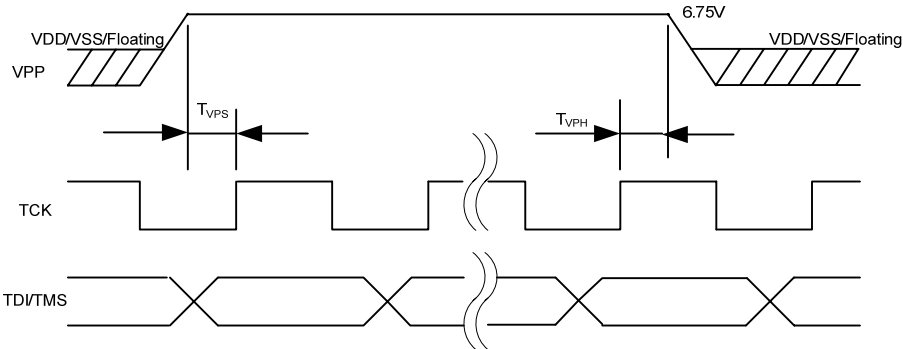 6.75V
VDD/VSS/Floating
VDD/VSS/Floating
VPP
TVPS
TVPH
TCK
TDI/TMS